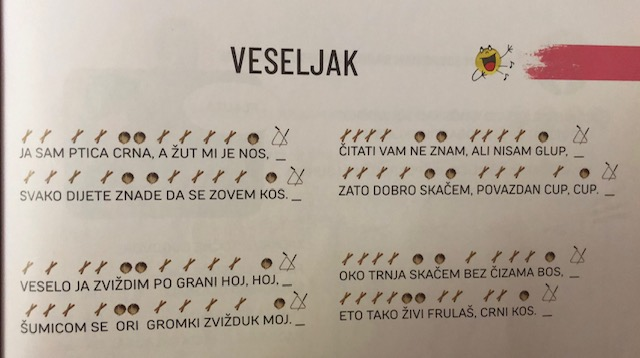 VESELJAK
JA SAM PTICA CRNA, A ŽUT MI JE NOS, _
SVAKO DIJETE ZNADE DA SE ZOVEM KOS. _
VESELO JA ZVIŽDIM PO GRANI HOJ, HOJ, _
ŠUMICOM SE ORI GROMKI ZVIŽDUK MOJ. _
ČITATI VAM NE ZNAM, ALI NISAM GLUP, _
ZATO DOBRO SKAČEM, POVAZDAN CUP, CUP. _
OKO TRNJA SKAČEM BEZ ČIZAMA BOS, _
ETO TAKO ŽIVI FRULAŠ, CRNI KOS. _